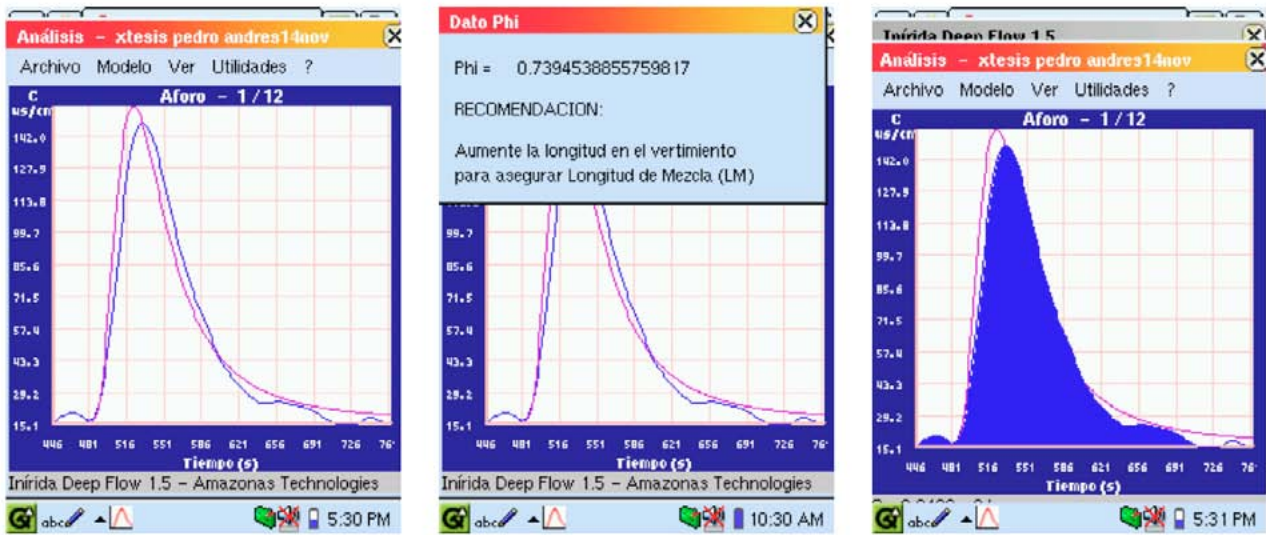 Análisis - xtesis pedro andres14nov
Archivo Modelo Ver Utilidades ?
C Aforo - 1/12
us/cm
142.0
127.9
113.8
99.7
85.6
71.5
57.4
43.3
29.2
15.1
446 481 516 551 586 621 656 691 726 76
Tiempo (s)
Inírida Deep Flow 1.5 - Amazonas Technologies
abc 5:30 PM
Dato Phi
Phi = 0.7394538855759817
RECOMENDACION:
Aumente la longitud en el vertimiento
para asegurar Longitud de Mezcla (LM)
99.7
85.6
71.5
57.4
43.3
29.2
15.1
446 481 516 551 586 621 656 691 726 76
Tiempo (s)
Inírida Deep Flow 1.5 - Amazonas Technologies
abc 10:30 AM
Inírida Deep Flow 1.5
Análisis - xtesis pedro andres14nov
Archivo Modelo Ver Utilidades ?
C Aforo - 1/12
us/cm
142.0
127.9
113.8
99.7
85.6
71.5
57.4
43.3
29.2
15.1
446 481 516 551 586 621 656 691 726 76
Tiempo (s)
abc 5:31 PM